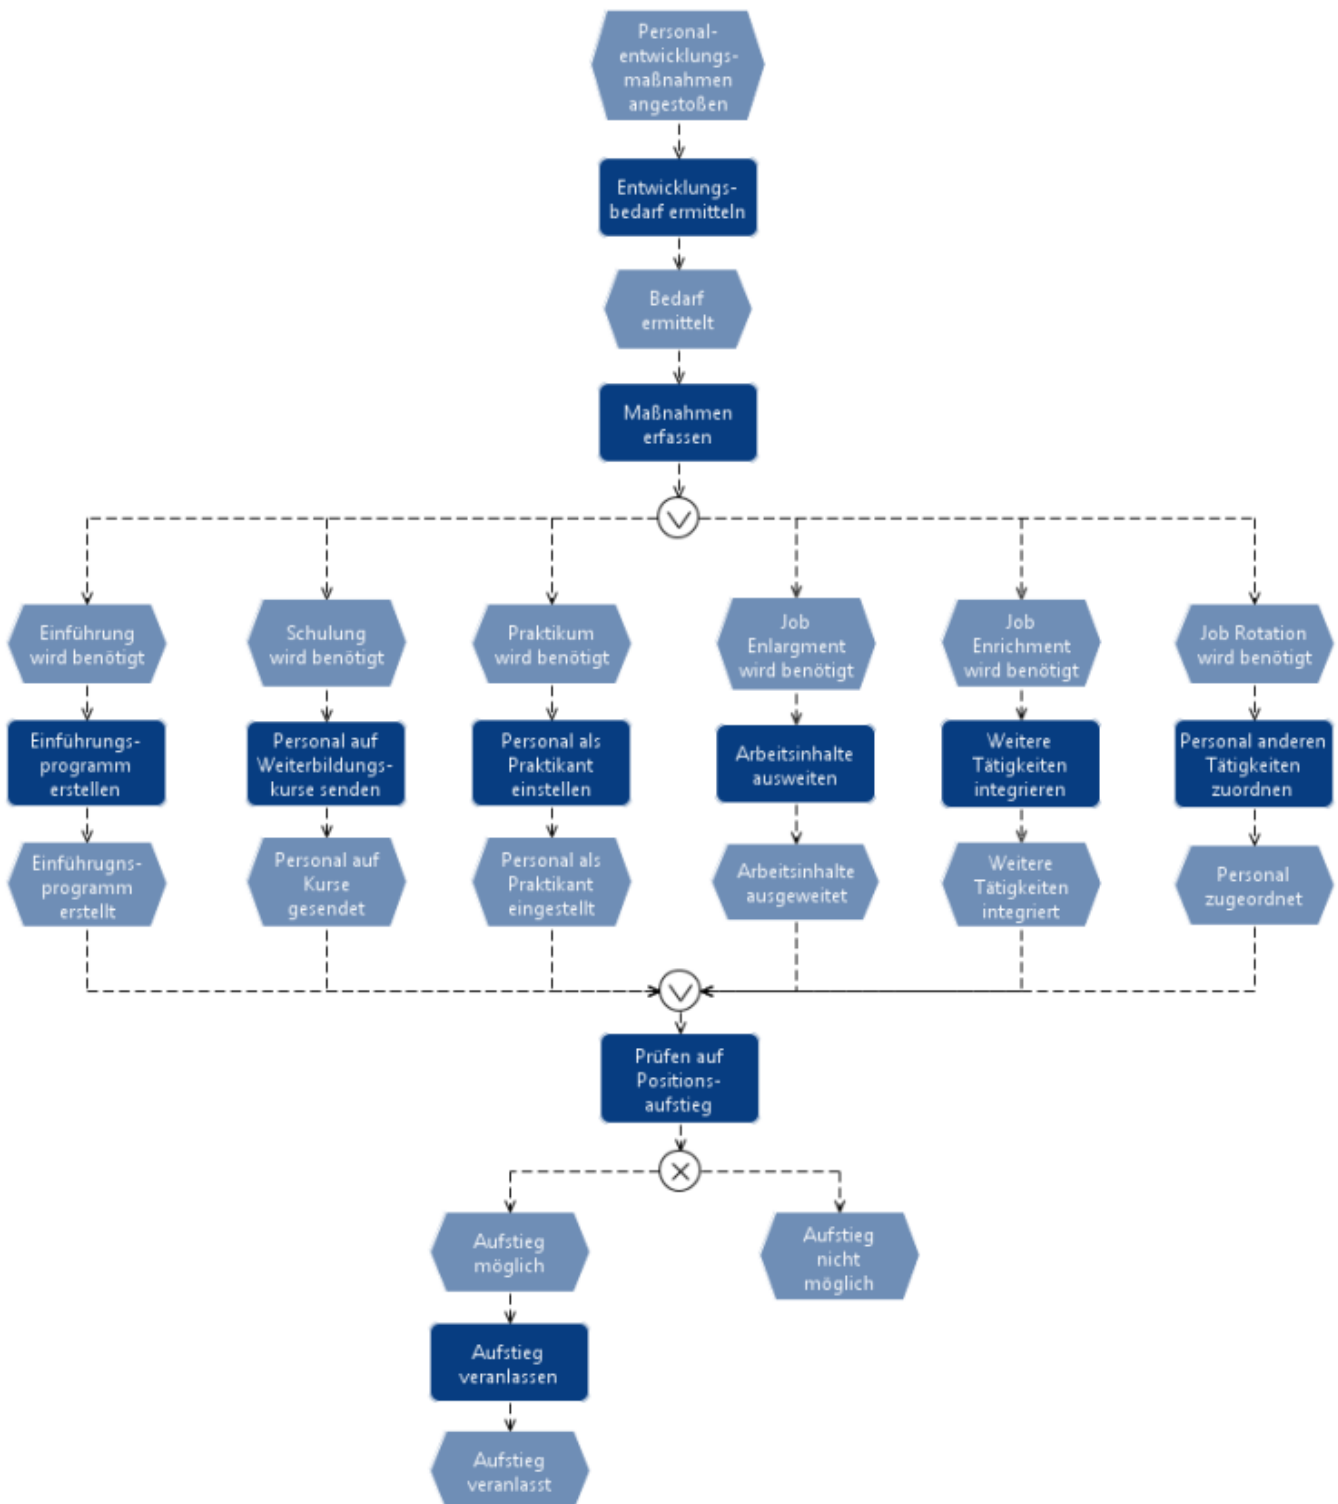 Personal-
entwicklungs-
maßnahmen
angestoßen
Entwicklungs-
bedarf ermitteln
Bedarf
ermittelt
Maßnahmen
erfassen
Einführung
wird benötigt
Schulung
wird benötigt
Praktikum
wird benötigt
Job
Enlargment
wird benötigt
Job
Enrichment
wird benötigt
Job Rotation
wird benötigt
Einführungs-
programm
erstellen
Personal auf
Weiterbildungs-
kurse senden
Personal als
Praktikant
einstellen
Arbeitsinhalte
ausweiten
Weitere
Tätigkeiten
integrieren
Personal anderen
Tätigkeiten
zuordnen
Einführugns-
programm
erstellt
Personal auf
Kurse
gesendet
Personal als
Praktikant
eingestellt
Arbeitsinhalte
ausgeweitet
Weitere
Tätigkeiten
integriert
Personal
zugeordnet
Prüfen auf
Positions-
aufstieg
Aufstieg
möglich
Aufstieg
nicht
möglich
Aufstieg
veranlassen
Aufstieg
veranlasst